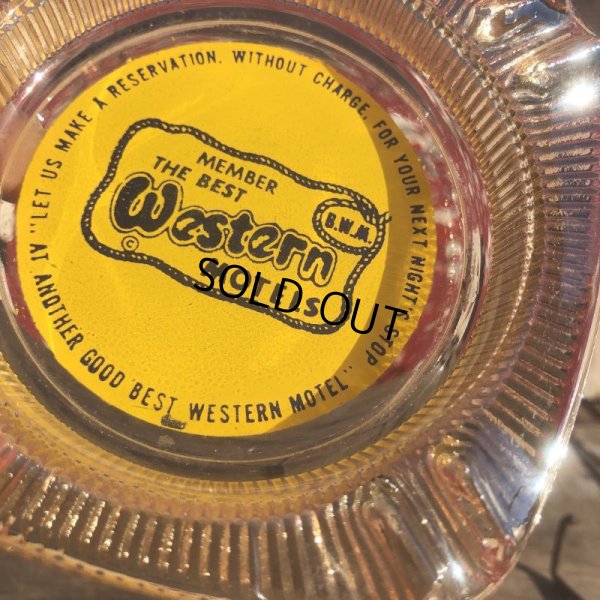 "LET US MAKE A RESERVATION, WITHOUT CHARGE, FOR YOUR NEXT NIGHT'S STOP
AT ANOTHER GOOD BEST WESTERN MOTEL"
MEMBER
THE BEST
Western
B.W.M.
©
SOLD OUT